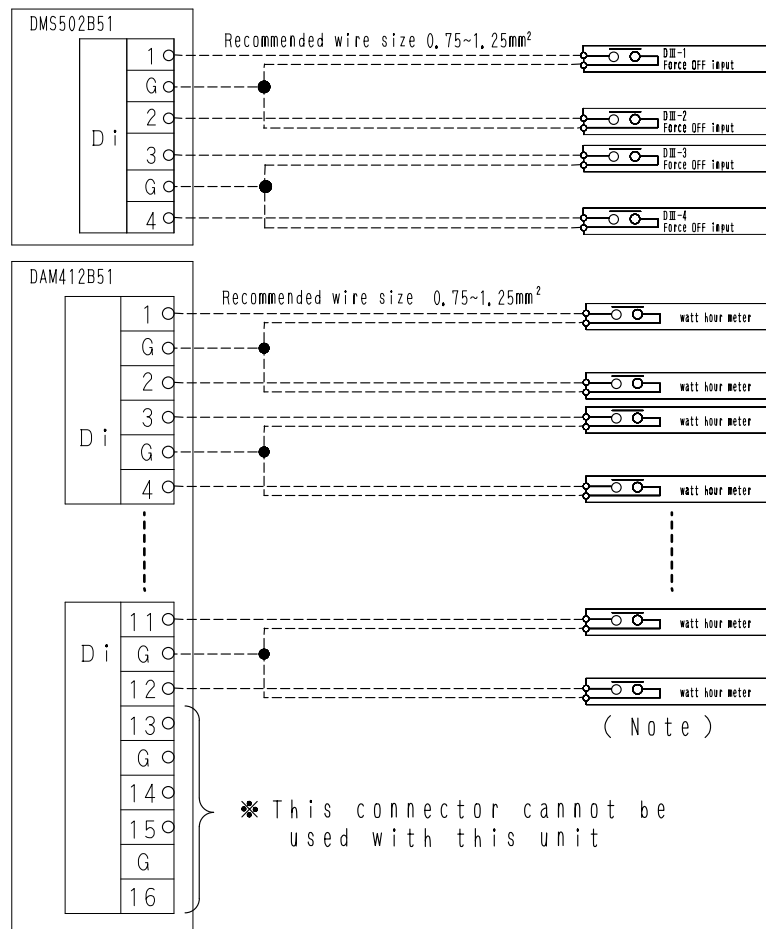 DMS502B51
Recommended wire size 0.75~1.25mm²
Di
1
G
2
3
G
4
DⅢ-1
Force OFF input
DⅢ-2
Force OFF input
DⅢ-3
Force OFF input
DⅢ-4
Force OFF input
DAM412B51
Recommended wire size 0.75~1.25mm²
Di
1
G
2
3
G
4
watt hour meter
watt hour meter
watt hour meter
watt hour meter
Di
11
G
12
13
G
14
15
G
16
watt hour meter
watt hour meter
(Note)
※ This connector cannot be
used with this unit